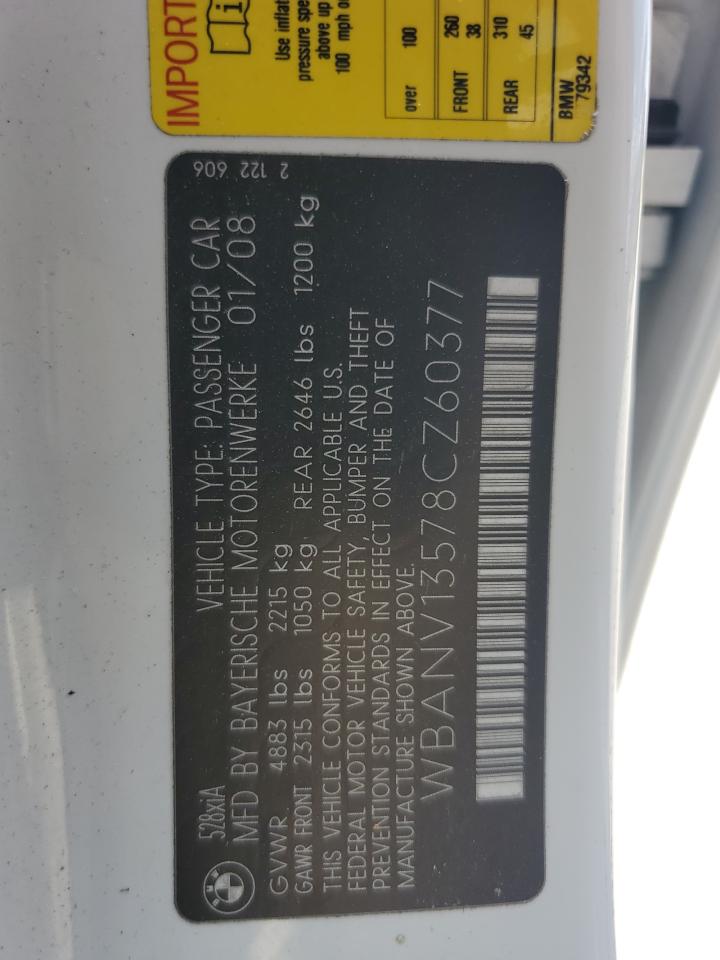 IMPORT
Use inflat
pressure spe
above up
100 mph o
over 100
FRONT 260 38
REAR 310 45
BMW
79342
2 122 606
528xiA VEHICLE TYPE: PASSENGER CAR
MFD BY BAYERISCHE MOTORENWERKE 01/08
GVWR 4883 lbs 2215 kg
GAWR FRONT 2315 lbs 1050 kg REAR 2646 lbs 1200 kg
THIS VEHICLE CONFORMS TO ALL APPLICABLE U.S.
FEDERAL MOTOR VEHICLE SAFETY, BUMPER AND THEFT
PREVENTION STANDARDS IN EFFECT ON THE DATE OF
MANUFACTURE SHOWN ABOVE.
WBANV13578CZ60377
BMW